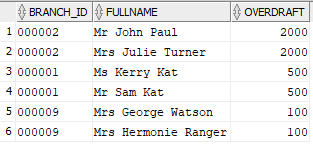 BRANCH_ID FULLNAME OVERDRAFT
1 000002 Mr John Paul 2000
2 000002 Mrs Julie Turner 2000
3 000001 Ms Kerry Kat 500
4 000001 Mr Sam Kat 500
5 000009 Mrs George Watson 100
6 000009 Mrs Hermonie Ranger 100